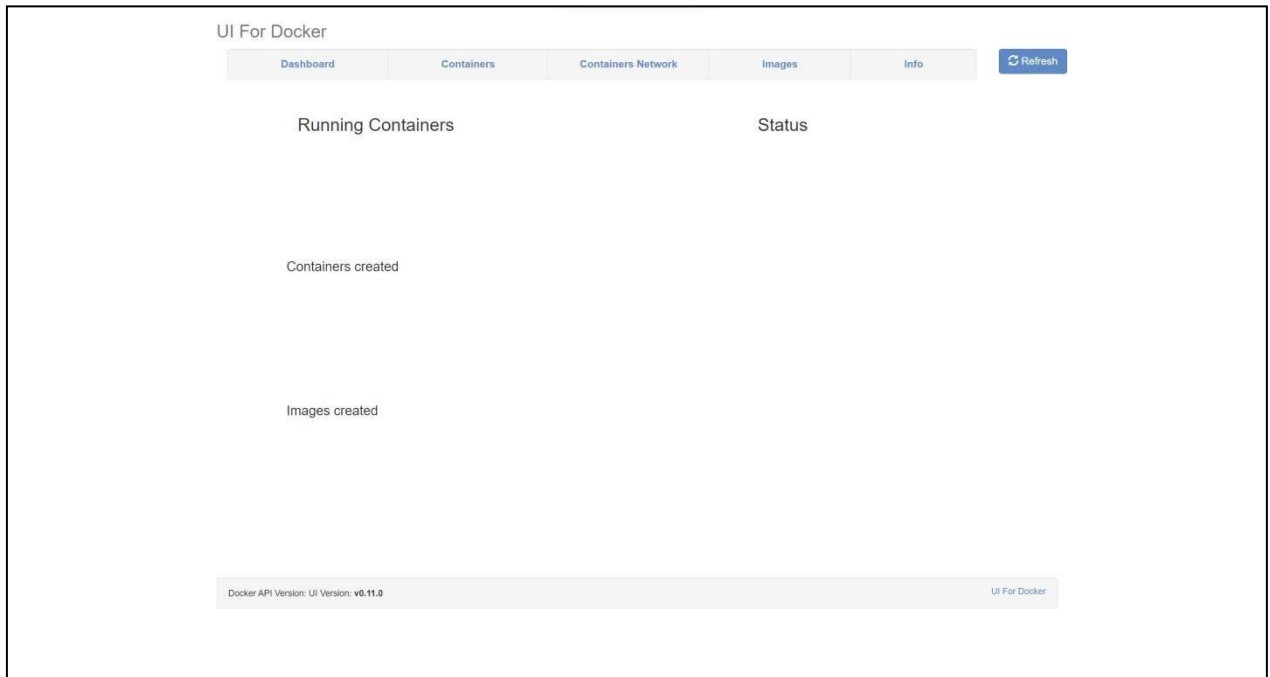 UI For Docker
Dashboard Containers Containers Network Images Info Refresh
Running Containers Status
Containers created
Images created
Docker API Version: UI Version: v0.11.0 UI For Docker